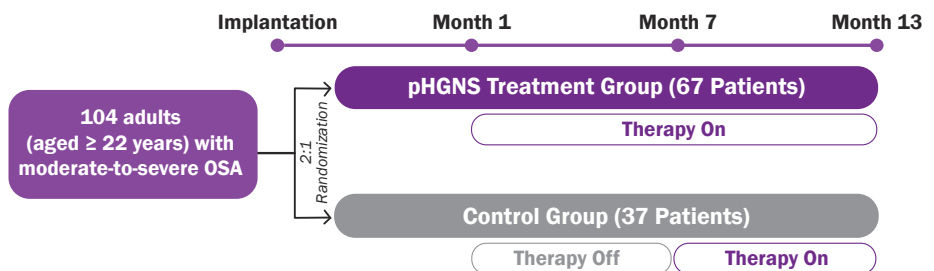 Implantation
Month 1
Month 7
Month 13
104 adults
(aged ≥ 22 years) with
moderate-to-severe OSA
2:1
Randomization
pHGNS Treatment Group (67 Patients)
Therapy On
Control Group (37 Patients)
Therapy Off
Therapy On